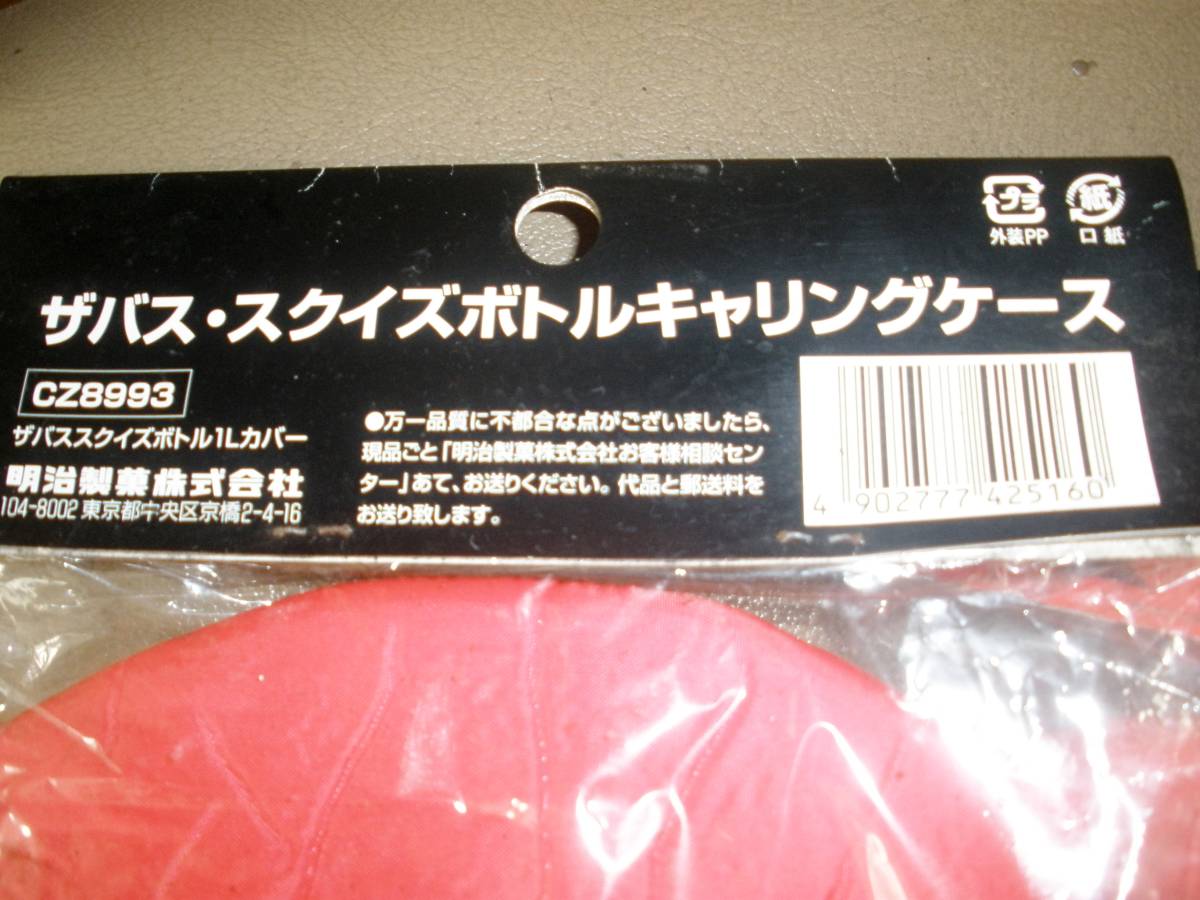 プラ 紙
外装PP 口紙
ザバス・スクイズボトルキャリングケース
CZ8993
ザバススクイズボトル1Lカバー
明治製菓株式会社
104-8002 東京都中央区京橋2-4-16
●万一品質に不都合な点がございましたら、
現品ごと「明治製菓株式会社お客様相談セン
ター」あて、お送りください。代品と郵送料を
お送り致します。
4 902777 425160